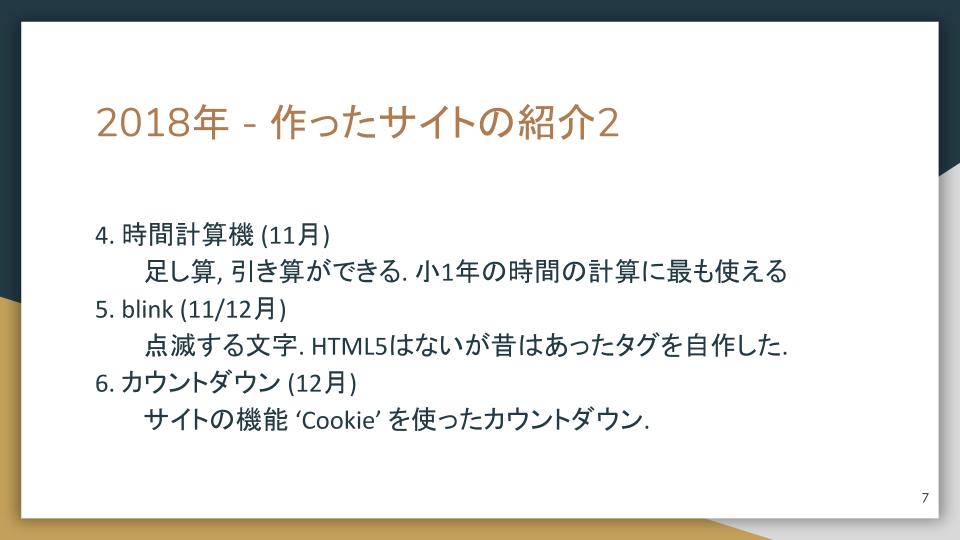 2018年 - 作ったサイトの紹介2
4. 時間計算機 (11月)
足し算, 引き算ができる. 小1年の時間の計算に最も使える
5. blink (11/12月)
点滅する文字. HTML5はないが昔はあったタグを自作した.
6. カウントダウン (12月)
サイトの機能 ‘Cookie’ を使ったカウントダウン.
7